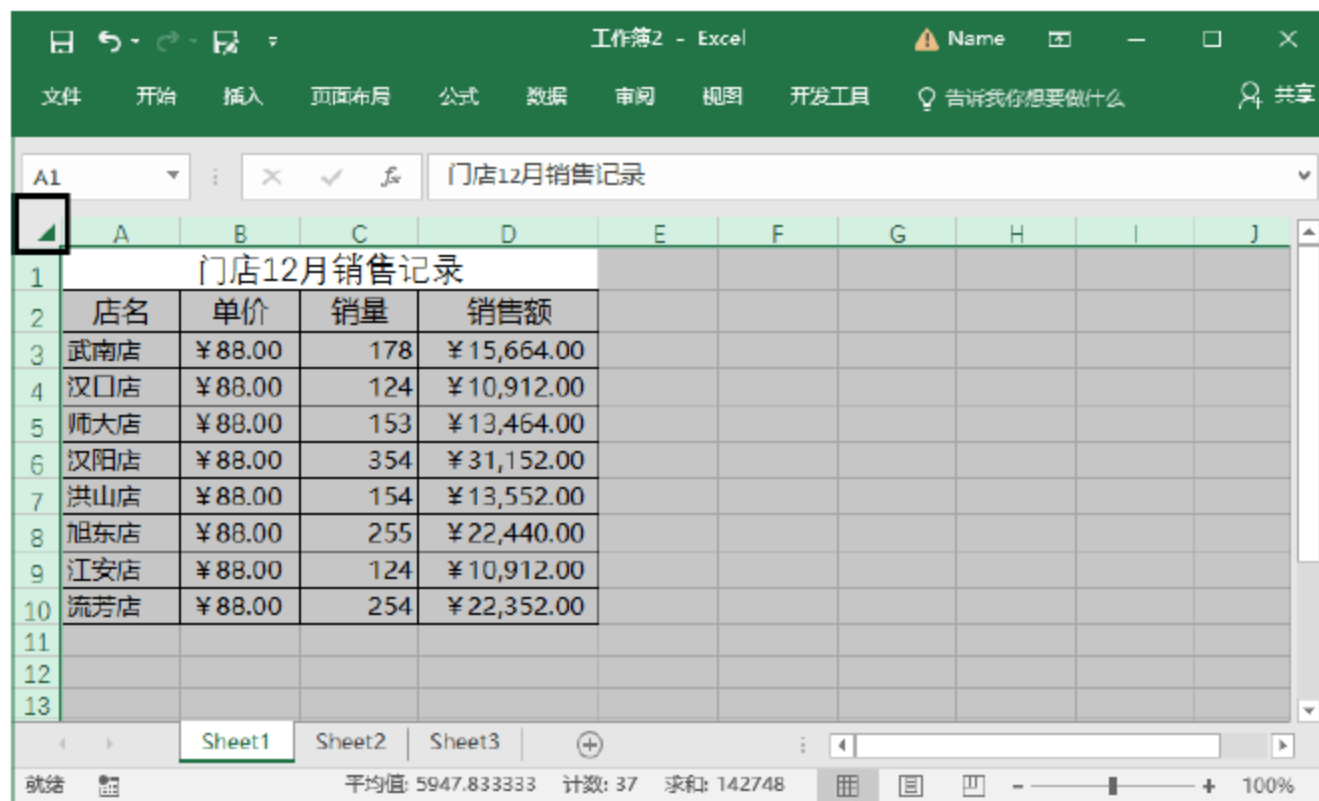 工作簿2 - Excel Name
文件 开始 插入 页面布局 公式 数据 审阅 视图 开发工具 告诉我你想要做什么 共享
A1 fx 门店12月销售记录
A B C D E F G H I J
1 门店12月销售记录
2 店名 单价 销量 销售额
3 武南店 ￥88.00 178 ￥15,664.00
4 汉口店 ￥88.00 124 ￥10,912.00
5 师大店 ￥88.00 153 ￥13,464.00
6 汉阳店 ￥88.00 354 ￥31,152.00
7 洪山店 ￥88.00 154 ￥13,552.00
8 旭东店 ￥88.00 255 ￥22,440.00
9 江安店 ￥88.00 124 ￥10,912.00
10 流芳店 ￥88.00 254 ￥22,352.00
11
12
13
Sheet1 Sheet2 Sheet3
就绪 平均值: 5947.833333 计数: 37 求和: 142748 100%